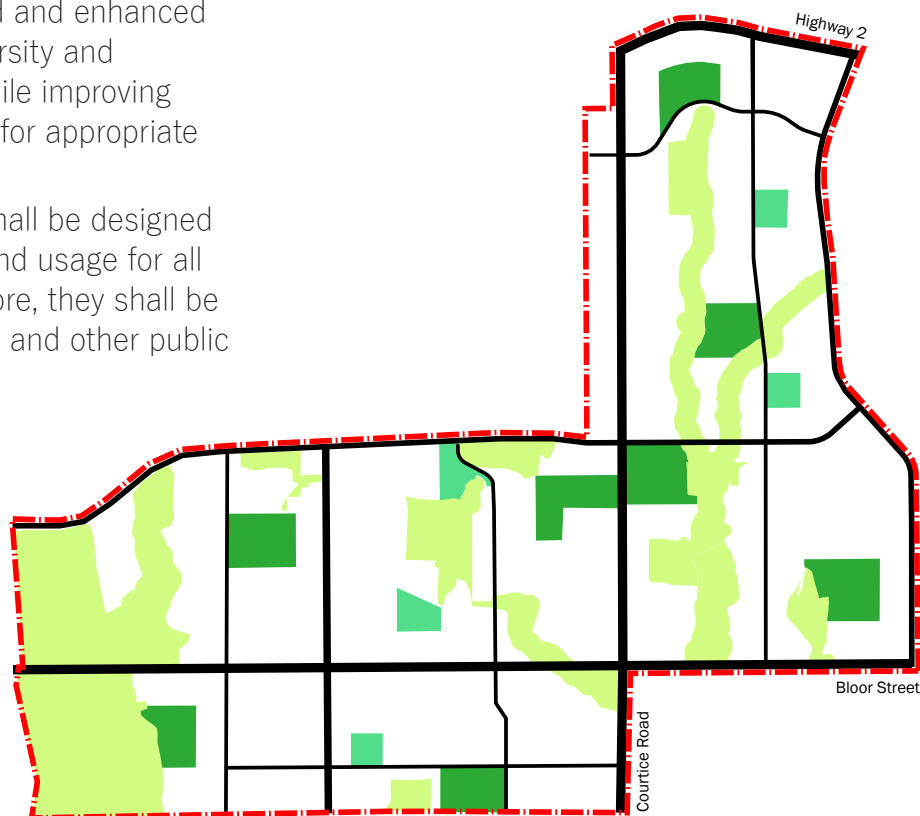 d and enhanced
rsity and
ile improving
for appropriate
hall be designed
nd usage for all
ore, they shall be
and other public
Highway 2
Bloor Street
Courtice Road